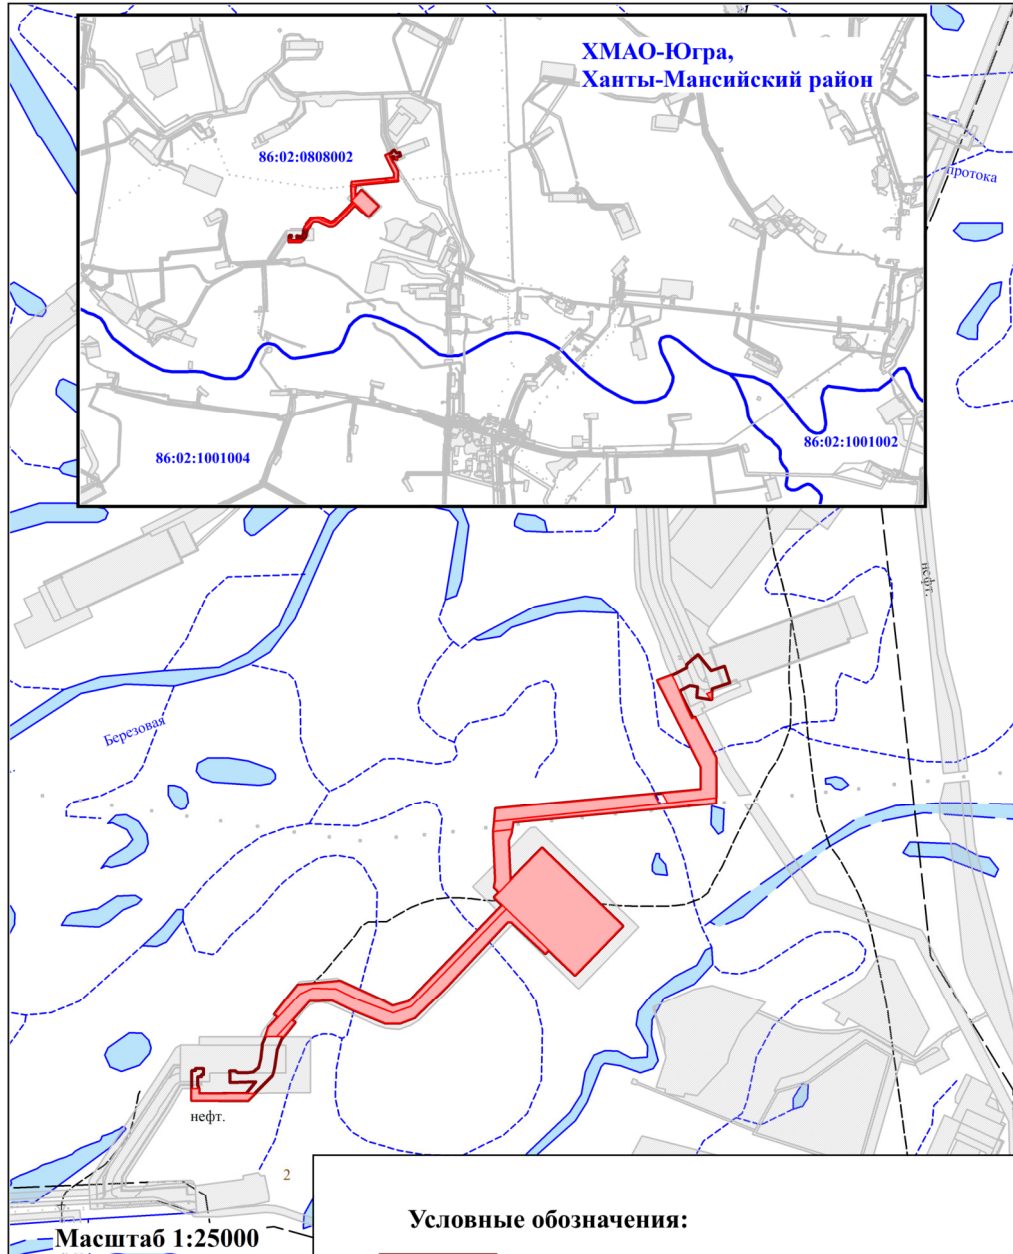 ХМАО-Югра,
Ханты-Мансийский район
86:02:0808002
протока
86:02:1001002
86:02:1001004
нефт.
Березовая
нефт.
2
Условные обозначения:
Масштаб 1:25000